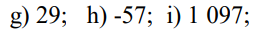 g) 29; h) -57; i) 1 097;